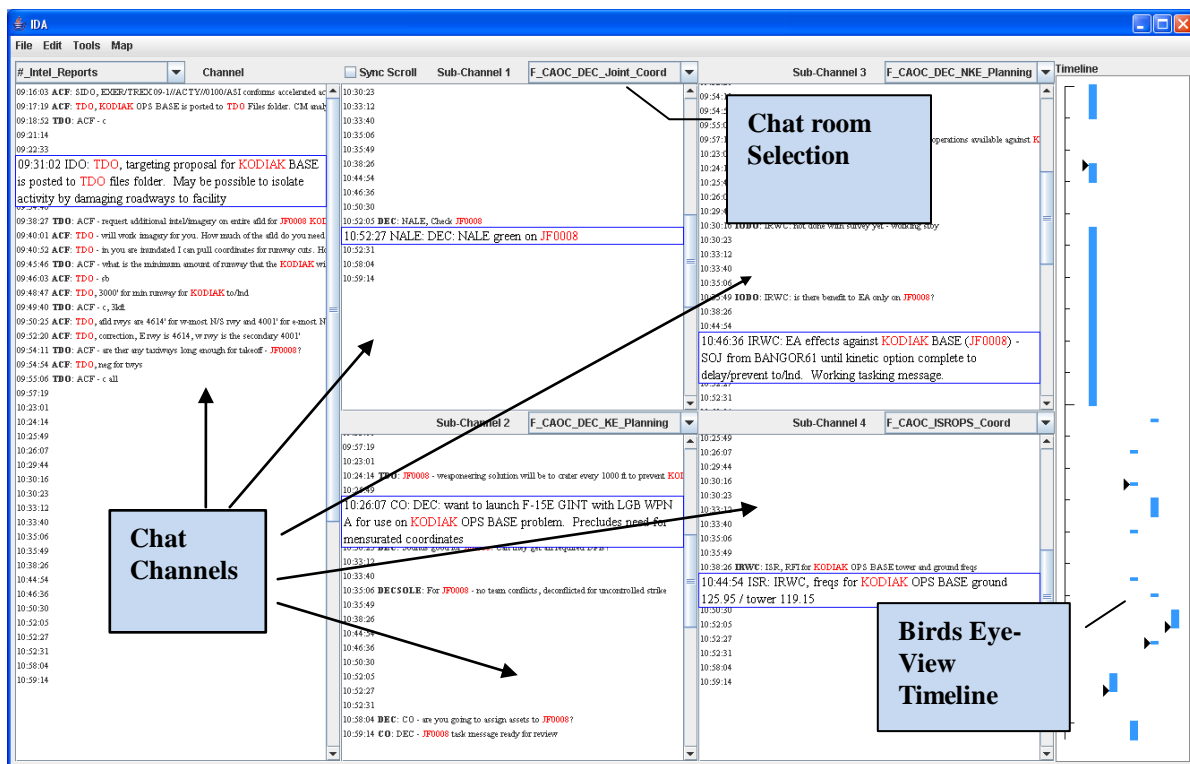 IDA
File Edit Tools Map
#_Intel_Reports Channel
09:16:03 ACF: SIDO, EXER/TREX 09-1//ACTY//0100/ASI conforms accelerated
09:17:19 ACF: TDO, KODIAK OPS BASE is posted to TDO Files folder. CM
09:18:52 TDO: ACF - c
09:21:14
09:22:33
09:31:02 IDO: TDO, targeting proposal for KODIAK BASE
is posted to TDO files folder. May be possible to isolate
activity by damaging roadways to facility
09:38:27 TDO: ACF - request additional intel/imagery on entire afld for JF0008
09:40:01 ACF: TDO - will work imagery for you. How much of the afld do you need
09:40:52 ACF: TDO - in you are inundated I can pull coordinates for runway cuts.
09:45:46 TDO: ACF - what is the minimum amount of runway that the KODIAK
09:46:03 ACF: TDO - sb
09:48:47 ACF: TDO, 3000' for min runway for KODIAK to/lnd
09:49:40 TDO: ACF - c, 3kft
09:50:25 ACF: TDO, afld rwys are 4614' for w-most N/S rwy and 4001' for e-most
09:52:20 ACF: TDO, correction, E rwy is 4614, w rwy is the secondary 4001'
09:54:11 TDO: ACF - are ther any taxiways long enough for takeoff - JF0008?
09:54:54 ACF: TDO, neg for twys
09:55:06 TDO: ACF - c all
09:57:19
10:23:01
10:24:14
10:25:49
10:26:07
10:29:44
10:30:16
10:30:23
10:33:12
10:33:40
10:35:06
10:35:49
10:38:26
10:44:54
10:46:36
10:50:30
10:52:05
10:52:27
10:52:31
10:58:04
10:59:14
Sync Scroll Sub-Channel 1 F_CAOC_DEC_Joint_Coord
10:30:23
10:33:12
10:33:40
10:35:06
10:35:49
10:38:26
10:44:54
10:46:36
10:50:30
10:52:05 DEC: NALE, Check JF0008
10:52:27 NALE: DEC: NALE green on JF0008
10:52:31
10:58:04
10:59:14
Sub-Channel 2 F_CAOC_DEC_KE_Planning
09:57:19
10:23:01
10:24:14 TDO: JF0008 - weaponeering solution will be to crater every 1000 ft to prevent
10:26:07 CO: DEC: want to launch F-15E GINT with LGB WPN
A for use on KODIAK OPS BASE problem. Precludes need for
mensurated coordinates
10:33:12
10:33:40
10:35:06 DECSOLE: For JF0008 - no team conflicts, deconflicted for uncontrolled strike
10:35:49
10:38:26
10:44:54
10:46:36
10:50:30
10:52:05
10:52:27
10:52:31
10:58:04 DEC: CO - are you going to assign assets to JF0008?
10:59:14 CO: DEC - JF0008 task message ready for review
Sub-Channel 3 F_CAOC_DEC_NKE_Planning
operations available against
10:30:16 IODO: IRWC: not done with survey yet - working stby
10:30:23
10:33:12
10:33:40
10:35:06
10:35:49 IODO: IRWC: is there benefit to EA only on JF0008?
10:38:26
10:44:54
10:46:36 IRWC: EA effects against KODIAK BASE (JF0008) -
SOJ from BANGOR61 until kinetic option complete to
delay/prevent to/lnd. Working tasking message.
10:52:27
10:52:31
Sub-Channel 4 F_CAOC_ISROPS_Coord
10:25:49
10:26:07
10:29:44
10:30:16
10:30:23
10:33:12
10:33:40
10:35:06
10:35:49
10:38:26 IRWC: ISR, RFI for KODIAK OPS BASE tower and ground freqs
10:44:54 ISR: IRWC, freqs for KODIAK OPS BASE ground
125.95 / tower 119.15
10:50:30
10:52:05
10:52:27
10:52:31
10:58:04
10:59:14
Timeline
Chat room
Selection
Chat
Channels
Birds Eye-
View
Timeline